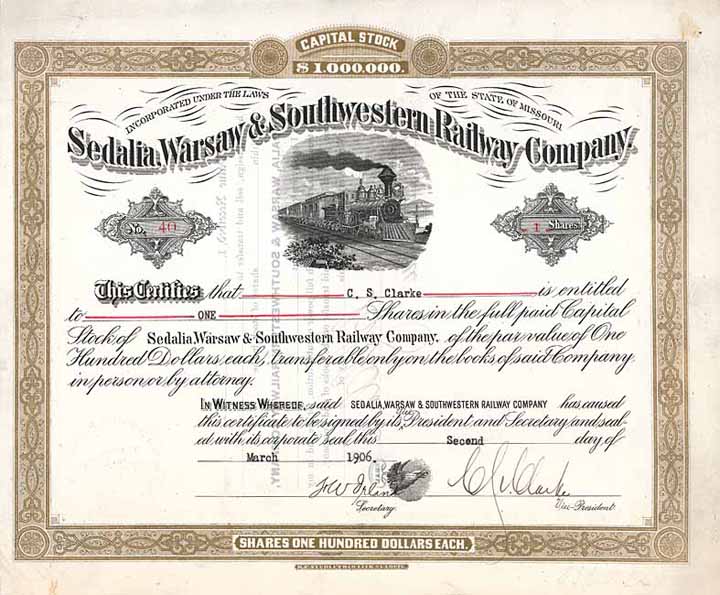 CAPITAL STOCK
$1.000.000.
INCORPORATED UNDER THE LAWS OF THE STATE OF MISSOURI
Sedalia, Warsaw & Southwestern Railway Company.
No. 40
1 Shares
This Certifies that C. S. Clarke is entitled
to ONE Shares in the full paid Capital
Stock of Sedalia, Warsaw & Southwestern Railway Company. of the par value of One
Hundred Dollars each, transferable only on the books of said Company
in person or by attorney.
IN WITNESS WHEREOF, said SEDALIA, WARSAW & SOUTHWESTERN RAILWAY COMPANY has caused
this certificate to be signed by its Vice President and Secretary and seal-
ed with its corporate seal this Second day of
March 1906.
C. S. Clarke
Secretary. Vice-President.
SHARES ONE HUNDRED DOLLARS EACH.